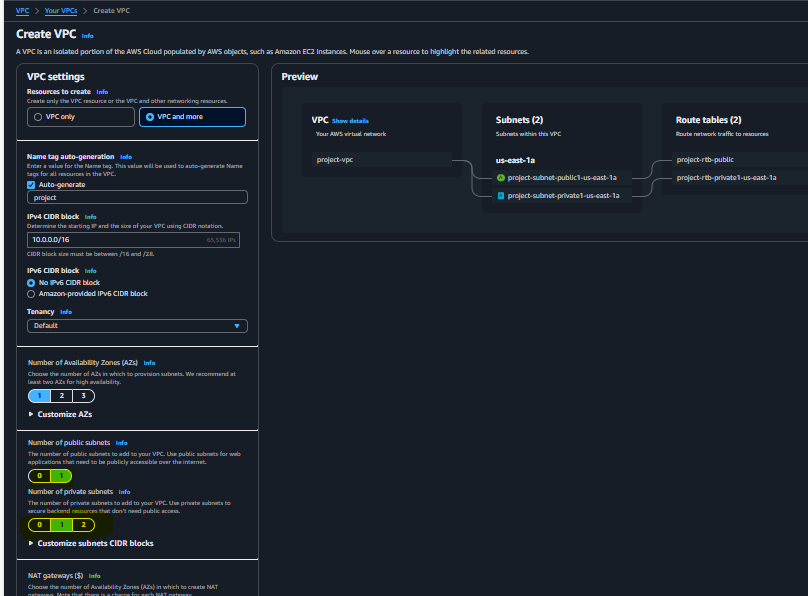 VPC > Your VPCs > Create VPC
Create VPC Info
A VPC is an isolated portion of the AWS Cloud populated by AWS objects, such as Amazon EC2 instances. Mouse over a resource to highlight the related resources.
VPC settings
Resources to create Info
Create only the VPC resource or the VPC and other networking resources.
VPC only
VPC and more
Name tag auto-generation Info
Enter a value for the Name tag. This value will be used to auto-generate Name
tags for all resources in the VPC.
Auto-generate
project
IPv4 CIDR block Info
Determine the starting IP and the size of your VPC using CIDR notation.
10.0.0.0/16 65,536 IPs
CIDR block size must be between /16 and /28.
IPv6 CIDR block Info
No IPv6 CIDR block
Amazon-provided IPv6 CIDR block
Tenancy Info
Default
Number of Availability Zones (AZs) Info
Choose the number of AZs in which to provision subnets. We recommend at
least two AZs for high availability.
1 2 3
Customize AZs
Number of public subnets Info
The number of public subnets to add to your VPC. Use public subnets for web
applications that need to be publicly accessible over the internet.
0 1
Number of private subnets Info
The number of private subnets to add to your VPC. Use private subnets to
secure backend resources that don't need public access.
0 1 2
Customize subnets CIDR blocks
NAT gateways ($) Info
Choose the number of Availability Zones (AZs) in which to create NAT
gateways. Note that there is a charge for each NAT gateway.
Preview
VPC Show details
Your AWS virtual network
project-vpc
Subnets (2)
Subnets within this VPC
us-east-1a
A project-subnet-public1-us-east-1a
A project-subnet-private1-us-east-1a
Route tables (2)
Route network traffic to resources
project-rtb-public
project-rtb-private1-us-east-1a